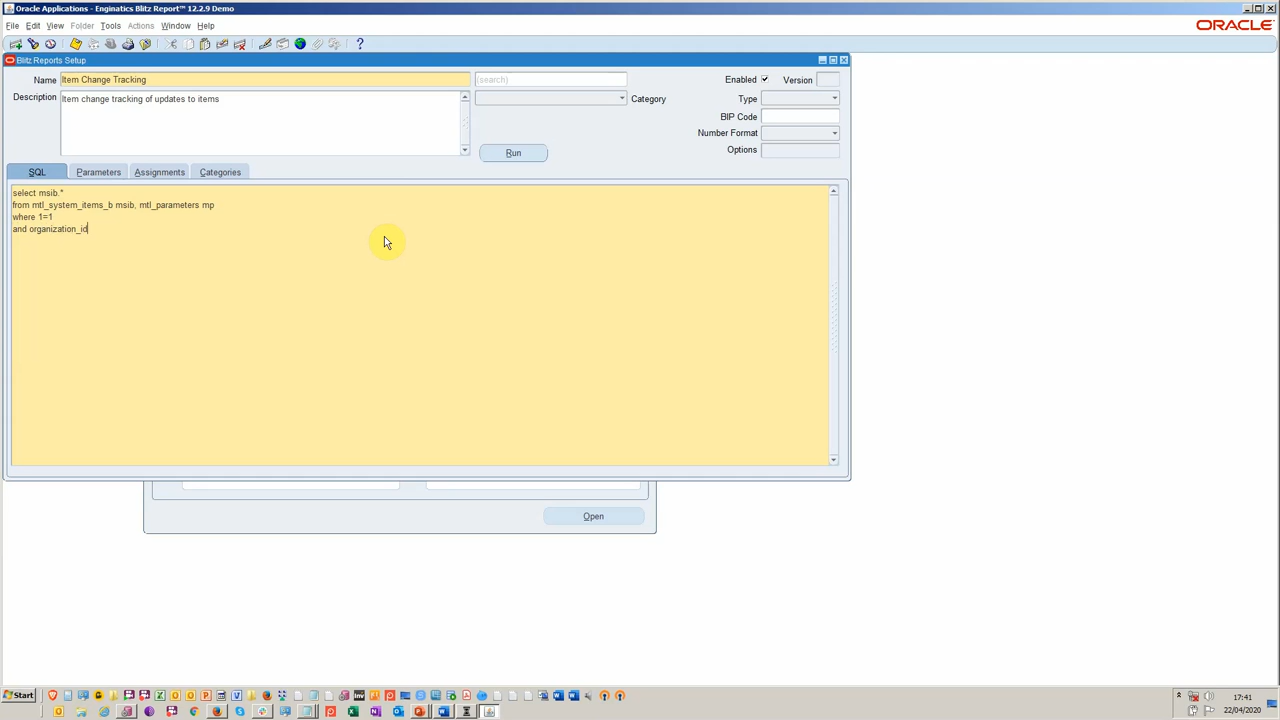 Oracle Applications - Enginatics Blitz Report™ 12.2.9 Demo
File Edit View Folder Tools Actions Window Help
ORACLE
Blitz Reports Setup
Name Item Change Tracking (search) Enabled Version
Description Item change tracking of updates to items Category Type
BIP Code
Number Format
Options
Run
SQL Parameters Assignments Categories
select msib.*
from mtl_system_items_b msib, mtl_parameters mp
where 1=1
and organization_id
Open
Start
17:41
22/04/2020